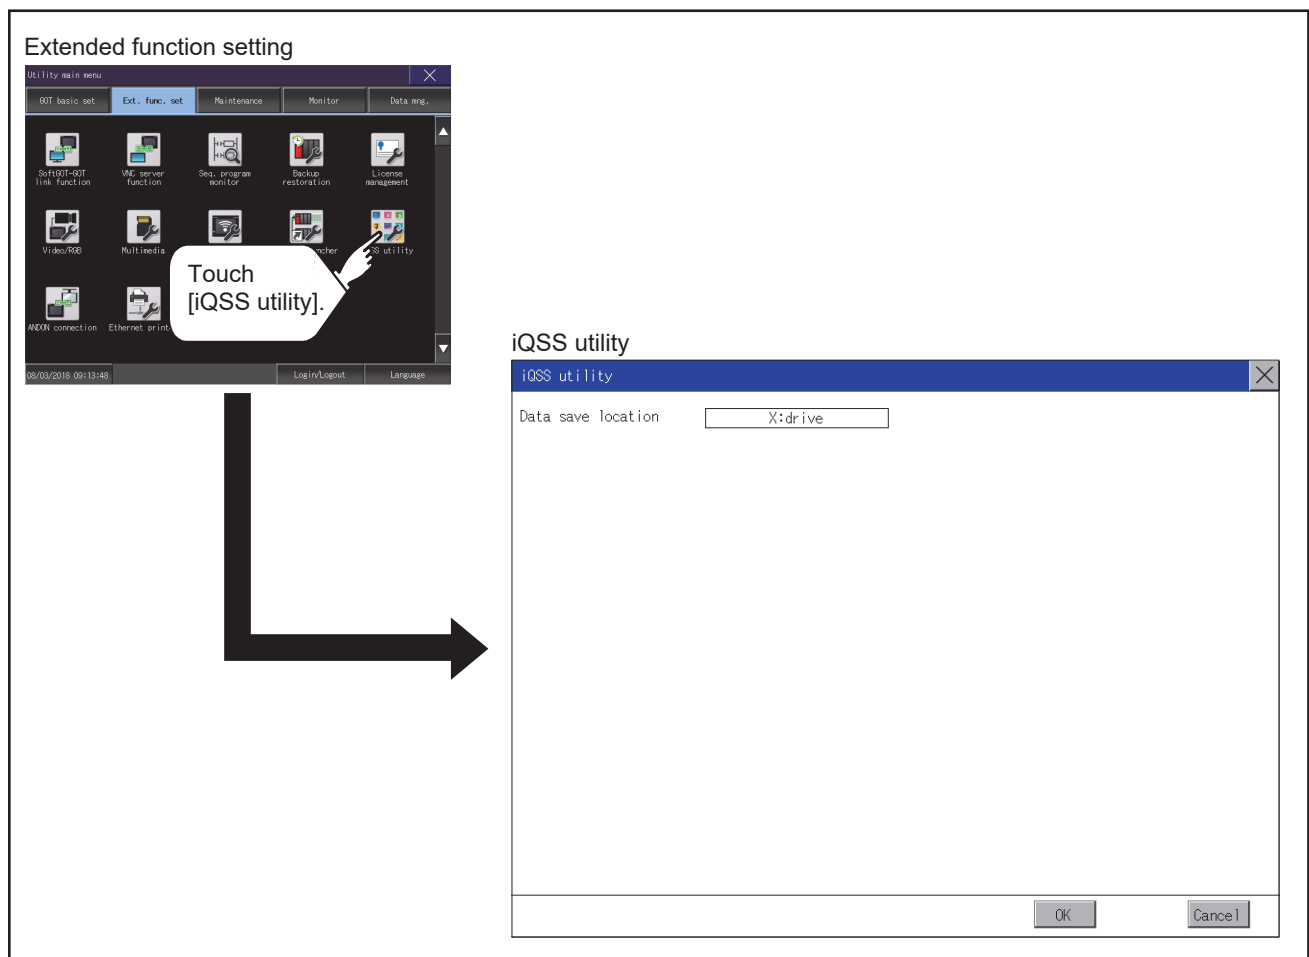 Extended function setting
Utility main menu
GOT basic set
Ext. func. set
Maintenance
Monitor
Data mng.
SoftGOT-GOT
link function
VNC server
function
Seq. program
monitor
Backup
restoration
License
management
Video/RGB
Multimedia
utility
Touch
[iQSS utility].
ANDON connection
Ethernet print
08/03/2018 09:13:48
Login/Logout
Language
iQSS utility
iQSS utility
Data save location
X:drive
OK
Cancel